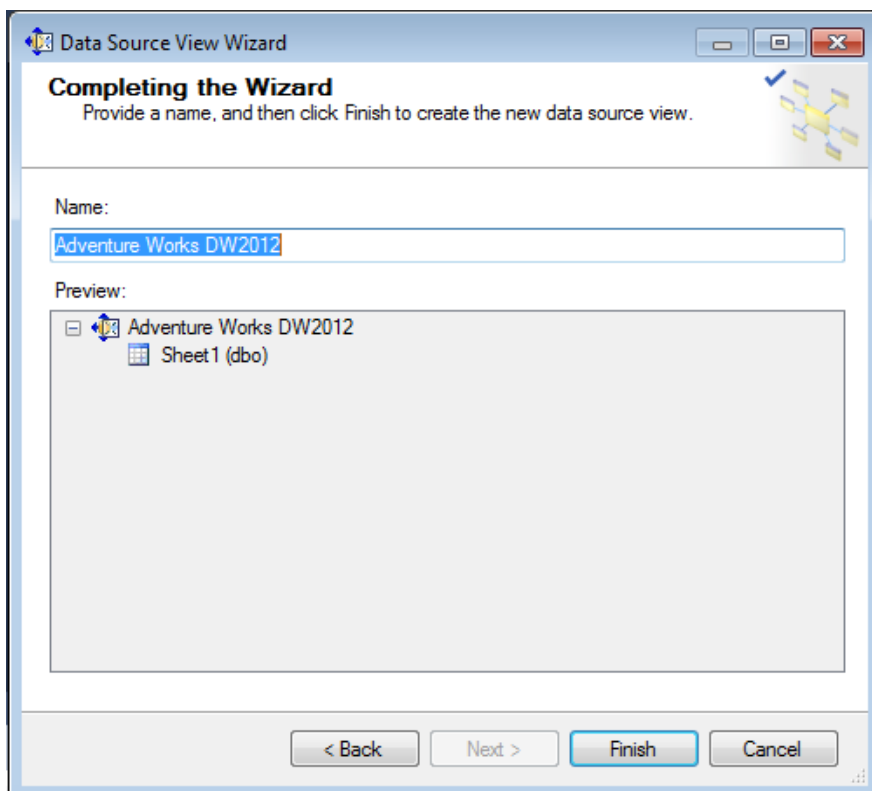 Data Source View Wizard
Completing the Wizard
Provide a name, and then click Finish to create the new data source view.
Name:
Adventure Works DW2012
Preview:
Adventure Works DW2012
Sheet1 (dbo)
< Back Next > Finish Cancel